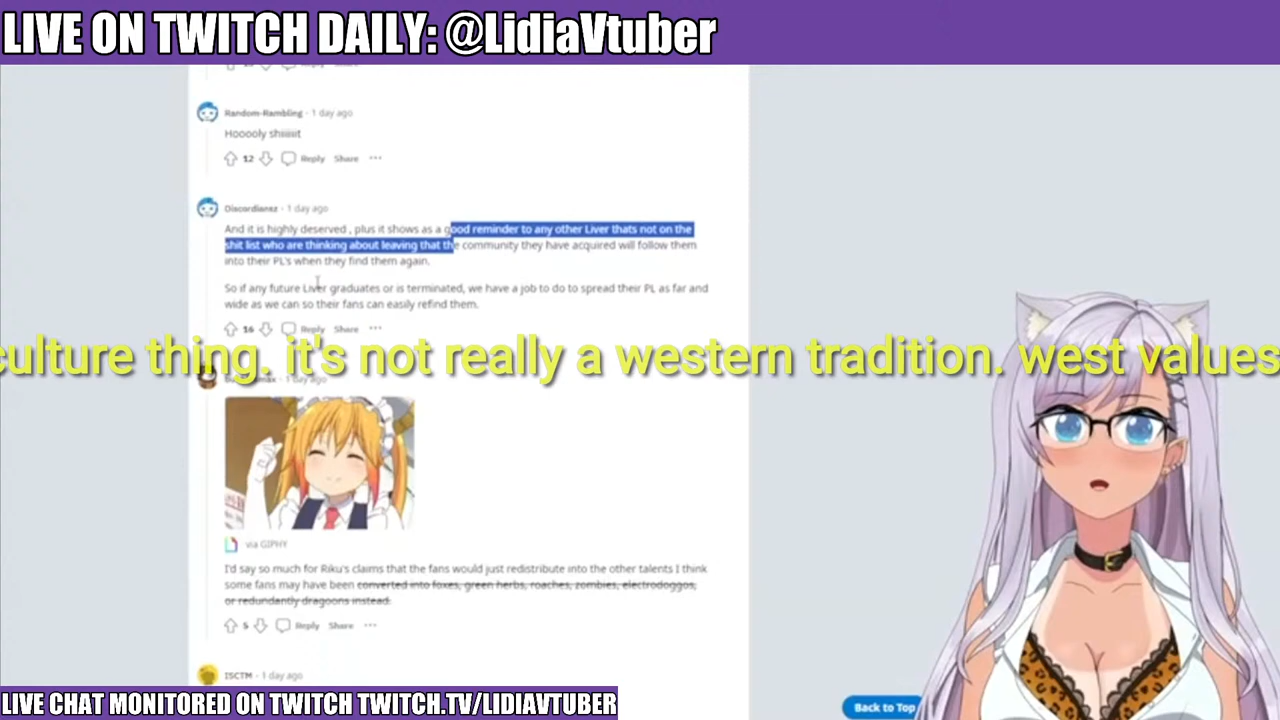 LIVE ON TWITCH DAILY: @LidiaVtuber
Reply Share
Random-Rambling · 1 day ago
Hooooly shiiiiiit
12 Reply Share ···
1 day ago
And it is highly deserved , plus it shows as a good reminder to any other Liver thats not on the
shit list who are thinking about leaving that the community they have acquired will follow them
into their PL's when they find them again.
So if any future Liver graduates or is terminated, we have a job to do to spread their PL as far and
wide as we can so their fans can easily refind them.
16 Reply Share ···
culture thing. it's not really a western tradition. west values
1 day ago
via GIPHY
I'd say so much for Riku's claims that the fans would just redistribute into the other talents I think
some fans may have been converted into foxes, green herbs, roaches, zombies, electrodoggos,
or redundantly dragoons instead.
5 Reply Share ···
ISCTM · 1 day ago
Back to Top
LIVE CHAT MONITORED ON TWITCH TWITCH.TV/LIDIAVTUBER